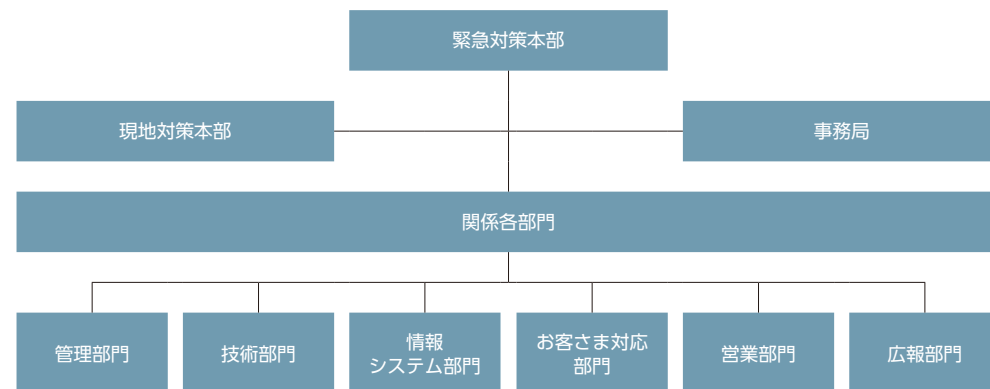 緊急対策本部
現地対策本部
事務局
関係各部門
管理部門
技術部門
情報
システム部門
お客さま対応
部門
営業部門
広報部門